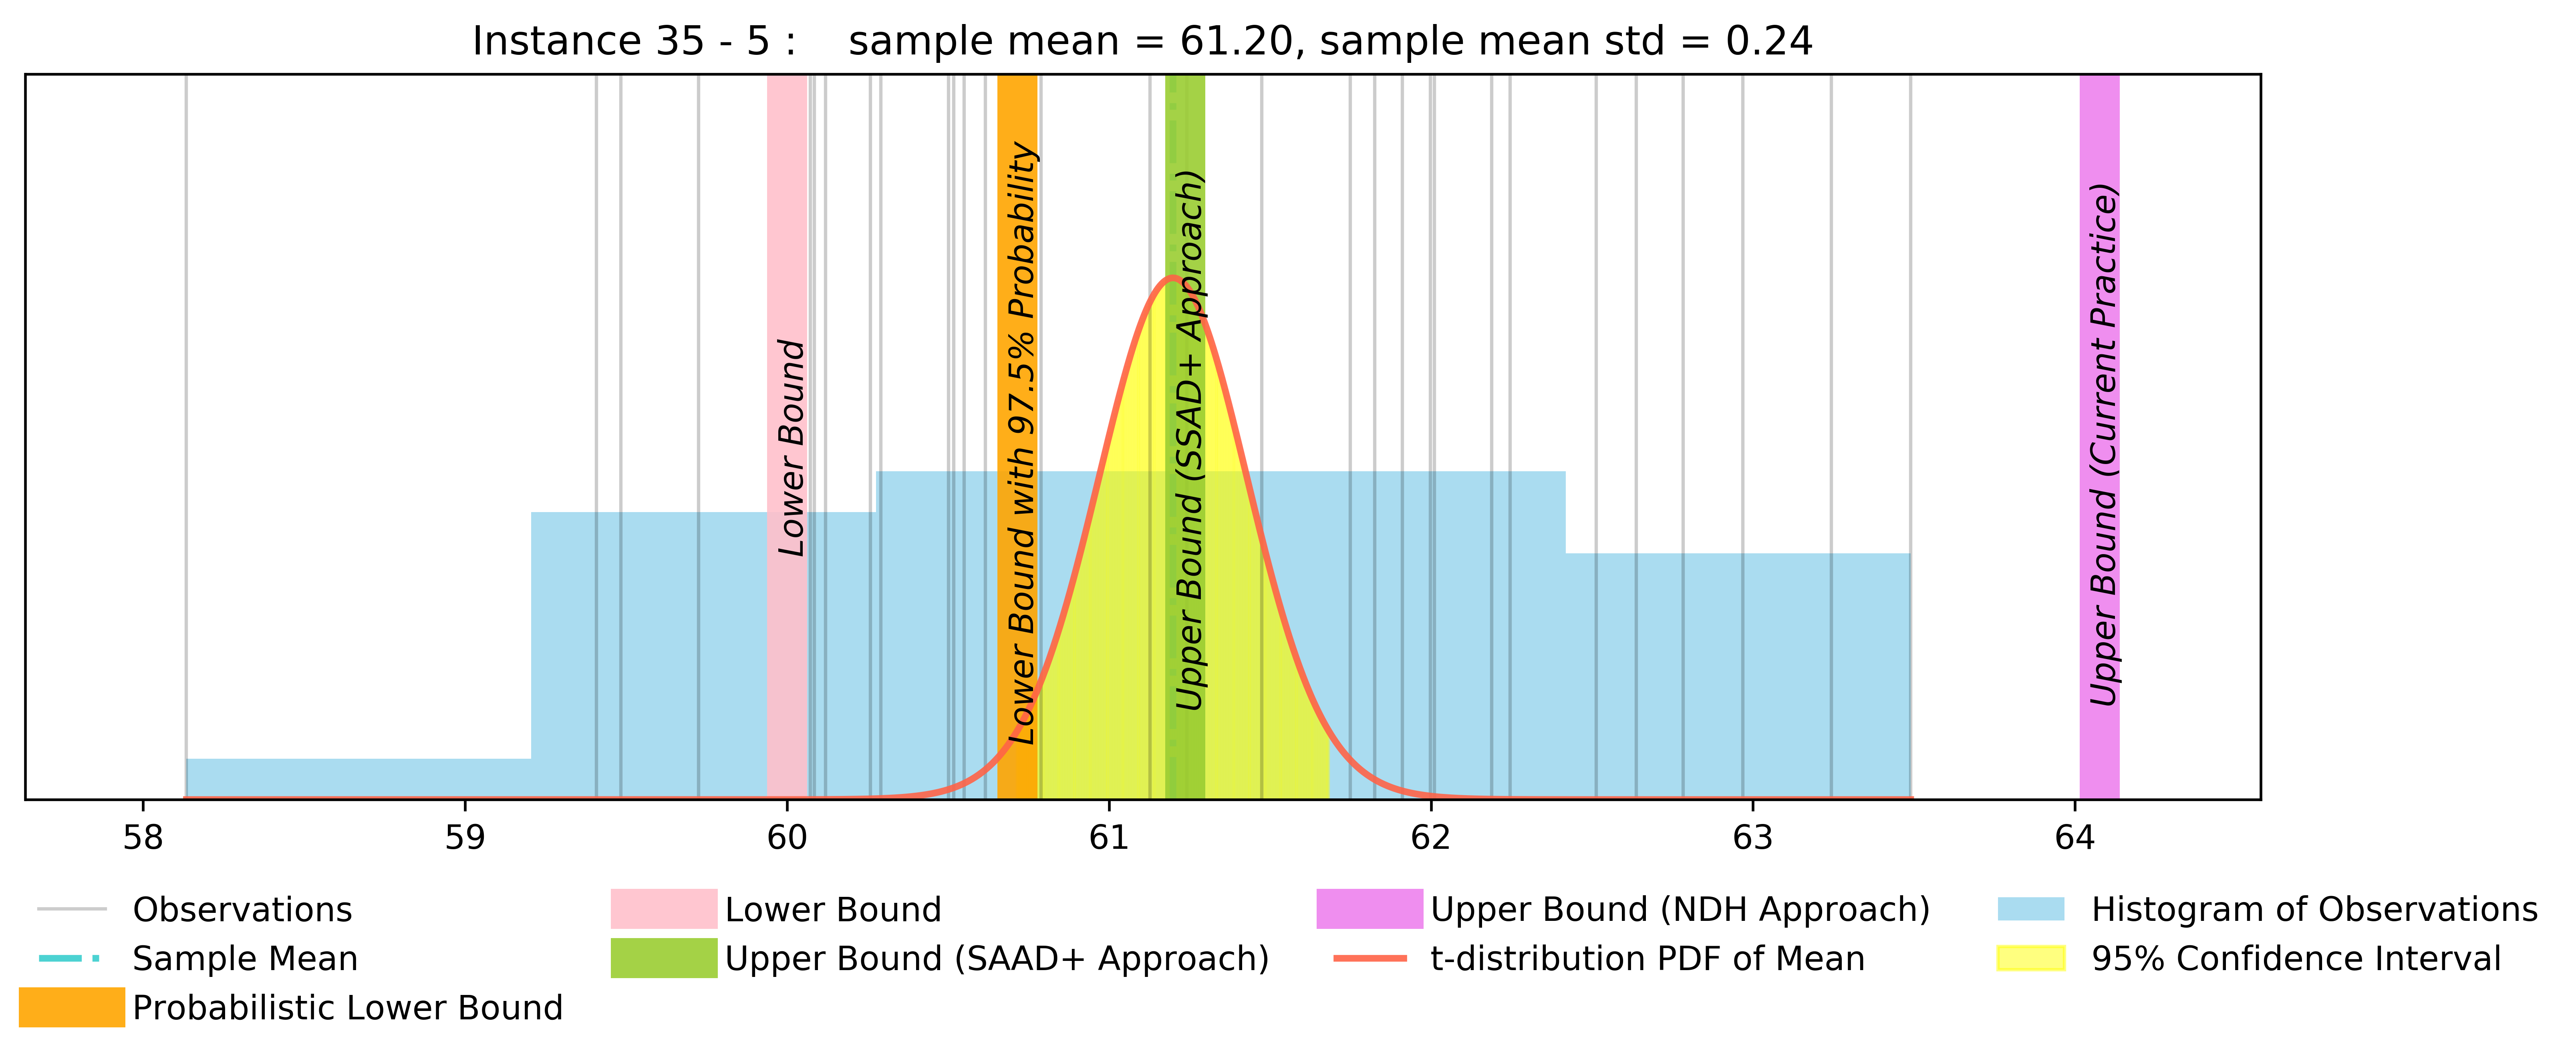 Instance 35 - 5 :    sample mean = 61.20, sample mean std = 0.24
Lower Bound
Lower Bound with 97.5% Probability
Upper Bound (SSAD+ Approach)
Upper Bound (Current Practice)
58 59 60 61 62 63 64
Observations
Sample Mean
Probabilistic Lower Bound
Lower Bound
Upper Bound (SAAD+ Approach)
Upper Bound (NDH Approach)
t-distribution PDF of Mean
Histogram of Observations
95% Confidence Interval